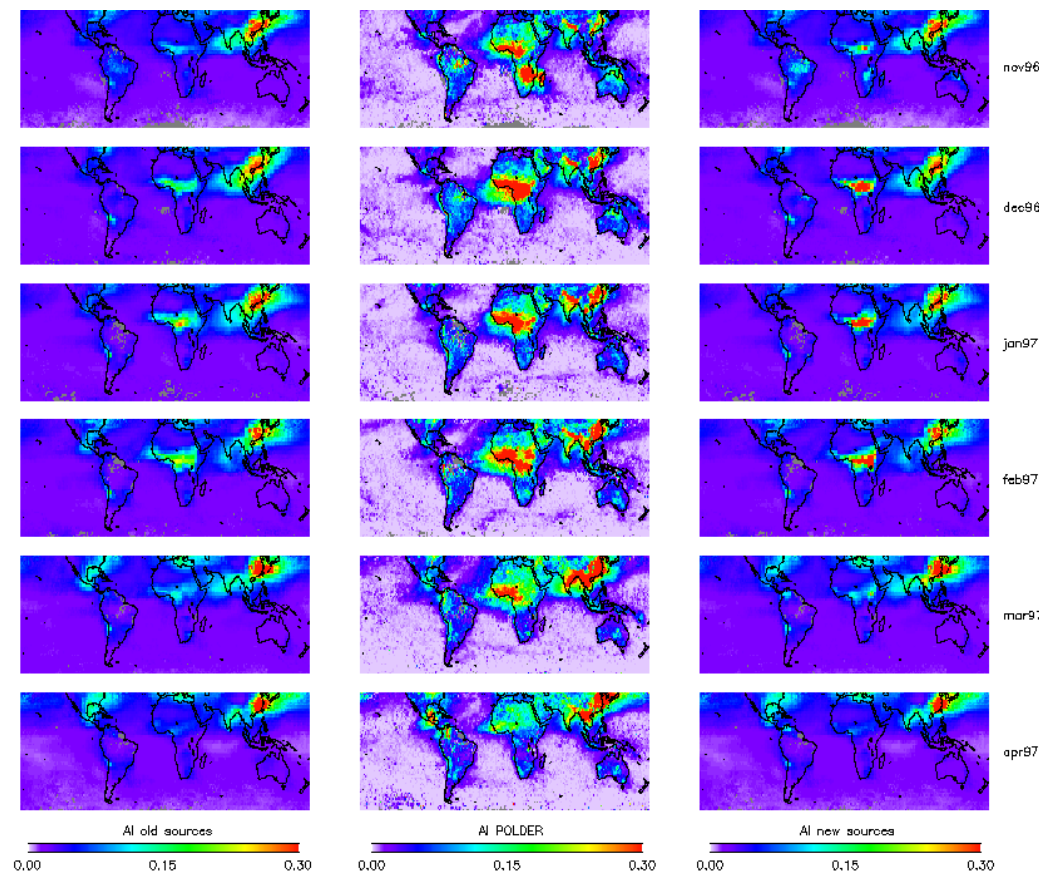 nov96
dec96
jan97
feb97
mar97
apr97
AI old sources AI POLDER AI new sources
0.00 0.15 0.30 0.00 0.15 0.30 0.00 0.15 0.30